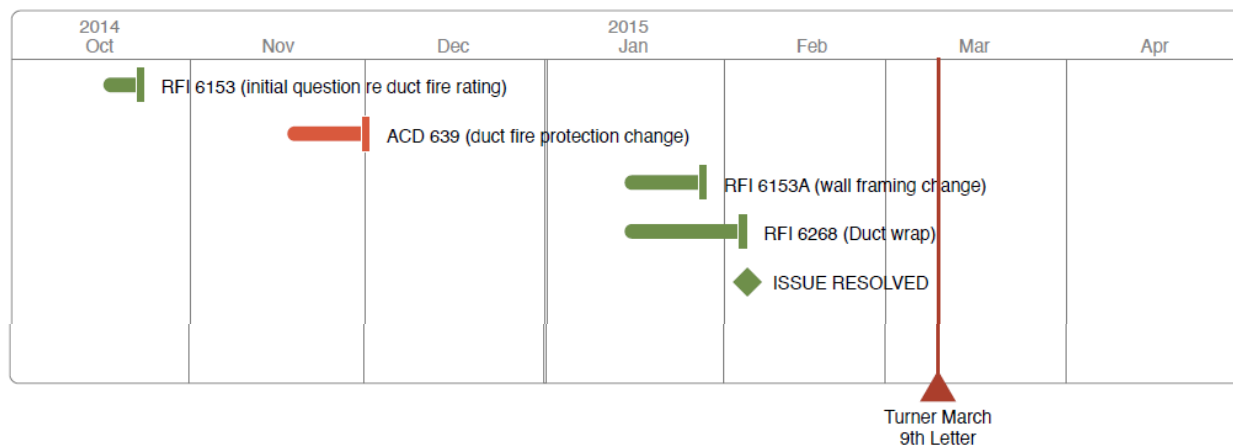 2014
2015
Oct Nov Dec Jan Feb Mar Apr
RFI 6153 (initial question re duct fire rating)
ACD 639 (duct fire protection change)
RFI 6153A (wall framing change)
RFI 6268 (Duct wrap)
ISSUE RESOLVED
Turner March
9th Letter